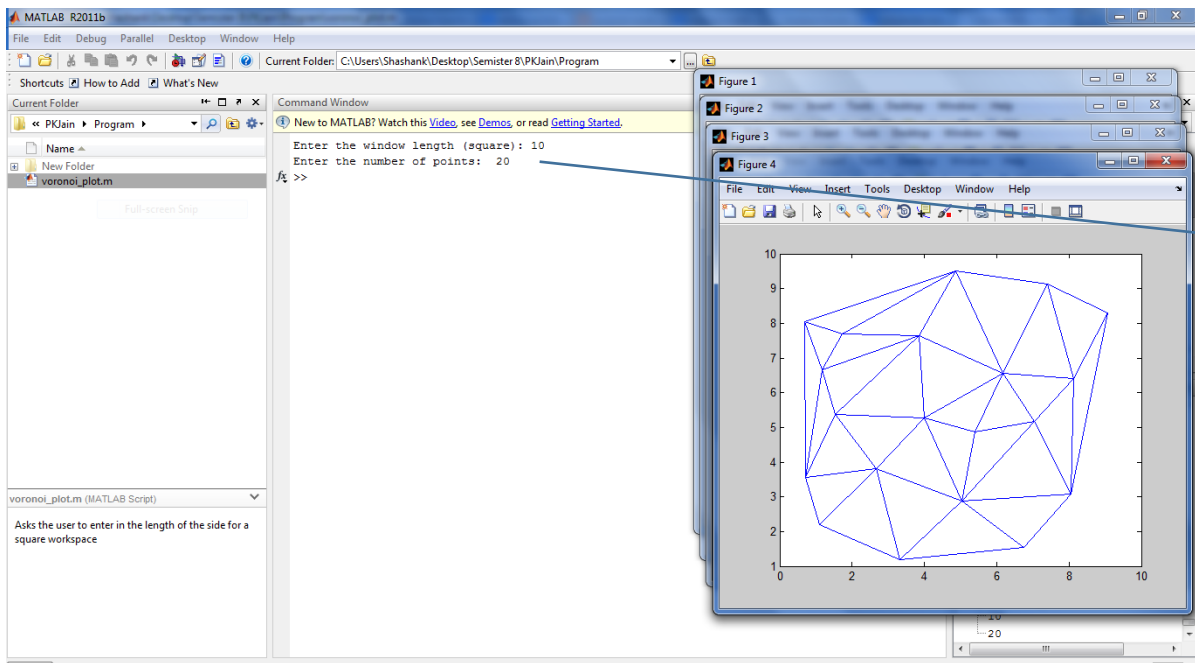 MATLAB R2011b
File Edit Debug Parallel Desktop Window Help
Current Folder: C:\Users\Shashank\Desktop\Semister 8\PKJain\Program
Shortcuts How to Add What's New
Current Folder
« PKJain Program
Name
New Folder
voronoi_plot.m
Full-screen Snip
voronoi_plot.m (MATLAB Script)
Asks the user to enter in the length of the side for a
square workspace
Command Window
New to MATLAB? Watch this Video, see Demos, or read Getting Started.
Enter the window length (square): 10
Enter the number of points: 20
fx >>
Figure 1
Figure 2
Figure 3
Figure 4
File Edit View Insert Tools Desktop Window Help
10
9
8
7
6
5
4
3
2
1
0 2 4 6 8 10
10
20